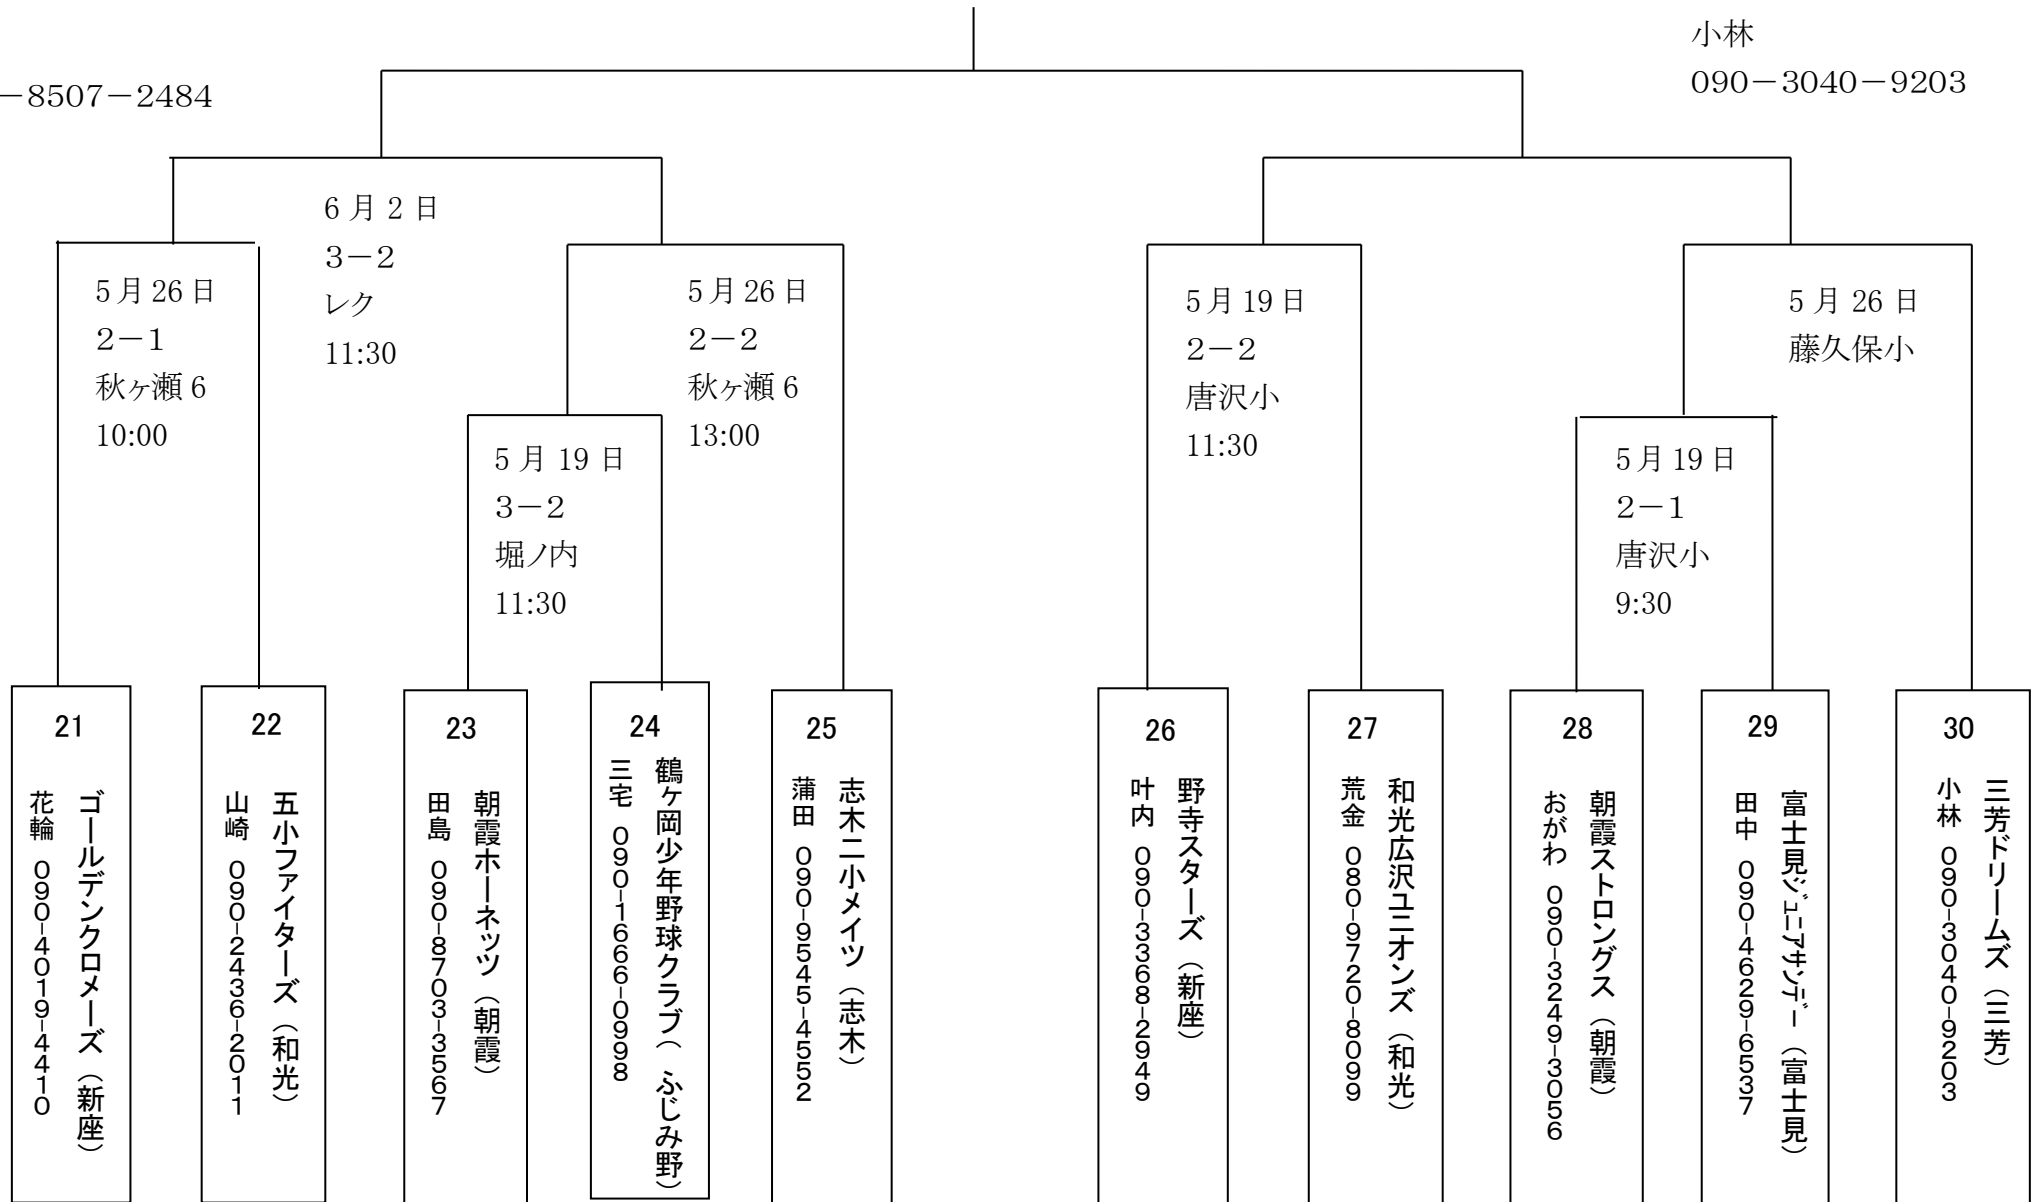 小林
090－3040－9203
－8507－2484
6月2日
3－2
レク
11:30
5月26日
2－1
秋ヶ瀬6
10:00
5月26日
2－2
秋ヶ瀬6
13:00
5月19日
2－2
唐沢小
11:30
5月26日
藤久保小
5月19日
3－2
堀ノ内
11:30
5月19日
2－1
唐沢小
9:30
21
ゴールデンクロメーズ（新座）
花輪 090-4019-4410
22
五小ファイターズ（和光）
山崎 090-2436-2011
23
朝霞ホーネッツ（朝霞）
田島 090-8703-3567
24
鶴ヶ岡少年野球クラブ（ ふじみ野）
三宅 090-1666-0998
25
志木二小メイツ（志木）
蒲田 090-9545-4552
26
野寺スターズ（新座）
叶内 090-3368-2949
27
和光広沢ユニオンズ（和光）
荒金 080-9720-8099
28
朝霞ストロングス（朝霞）
おがわ 090-3249-3056
29
富士見ｼﾞｭﾆｱｻﾝﾃﾞｰ（富士見）
田中 090-4629-6537
30
三芳ドリームズ（三芳）
小林 090-3040-9203